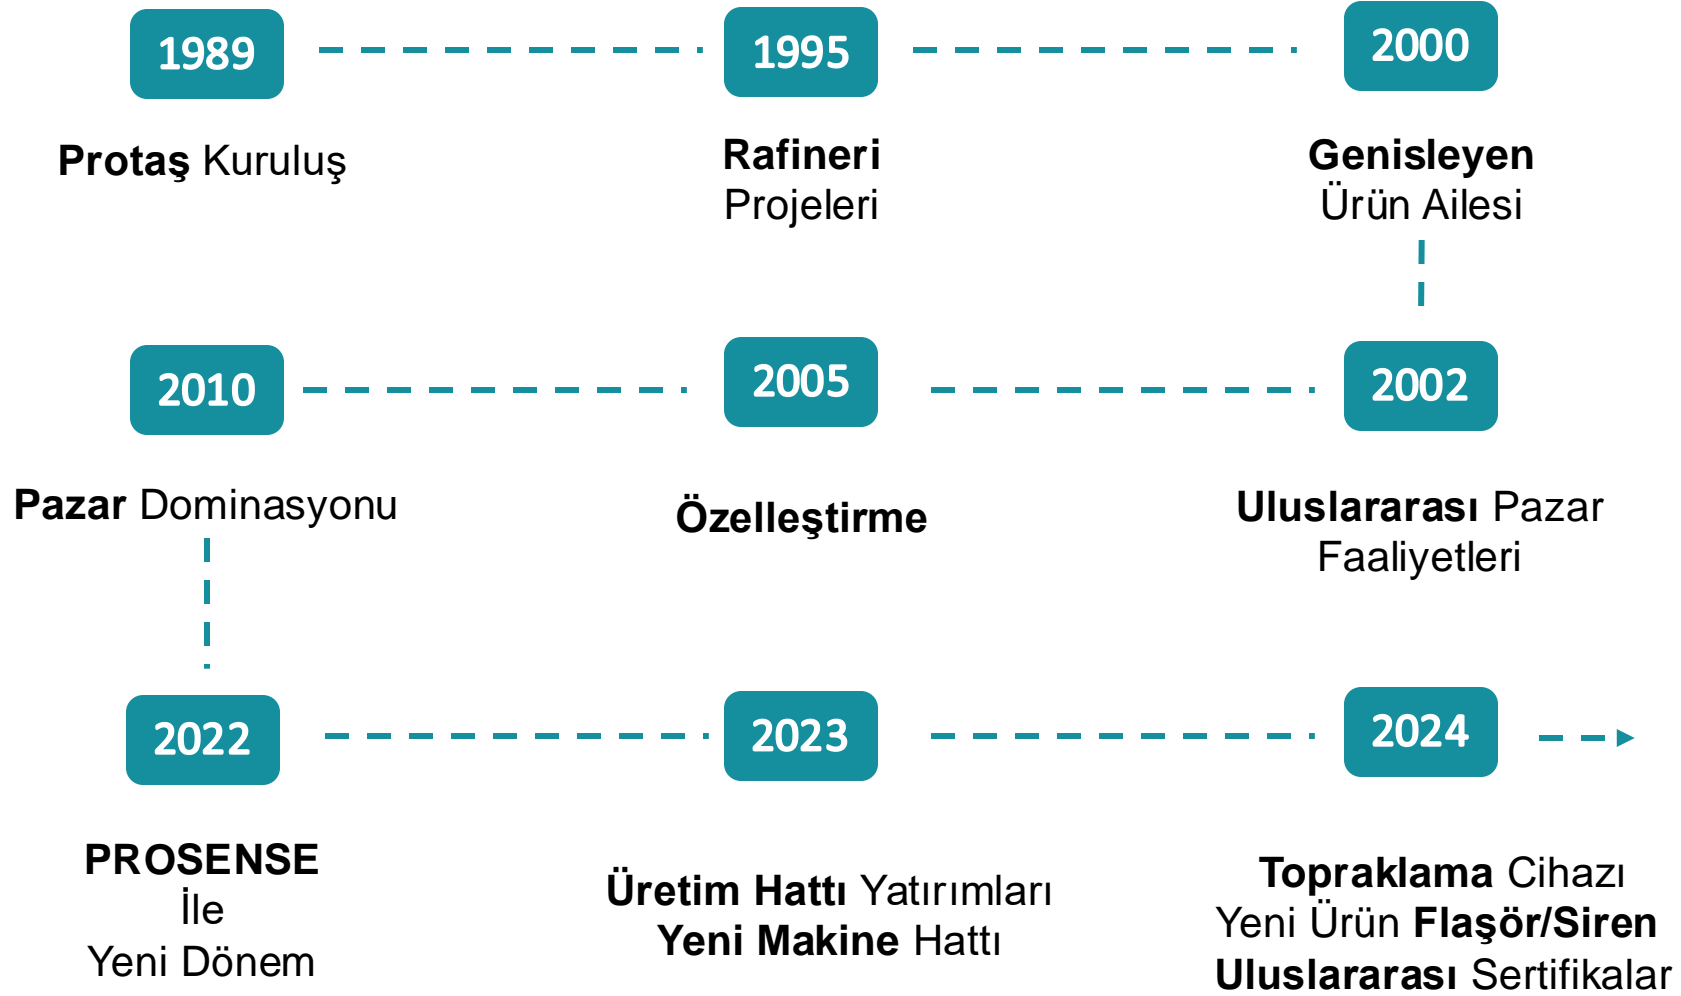 1989
Protaş Kuruluş
1995
Rafineri
Projeleri
2000
Genisleyen
Ürün Ailesi
2002
Uluslararası Pazar
Faaliyetleri
2005
Özelleştirme
2010
Pazar Dominasyonu
2022
PROSENSE
İle
Yeni Dönem
2023
Üretim Hattı Yatırımları
Yeni Makine Hattı
2024
Topraklama Cihazı
Yeni Ürün Flaşör/Siren
Uluslararası Sertifikalar